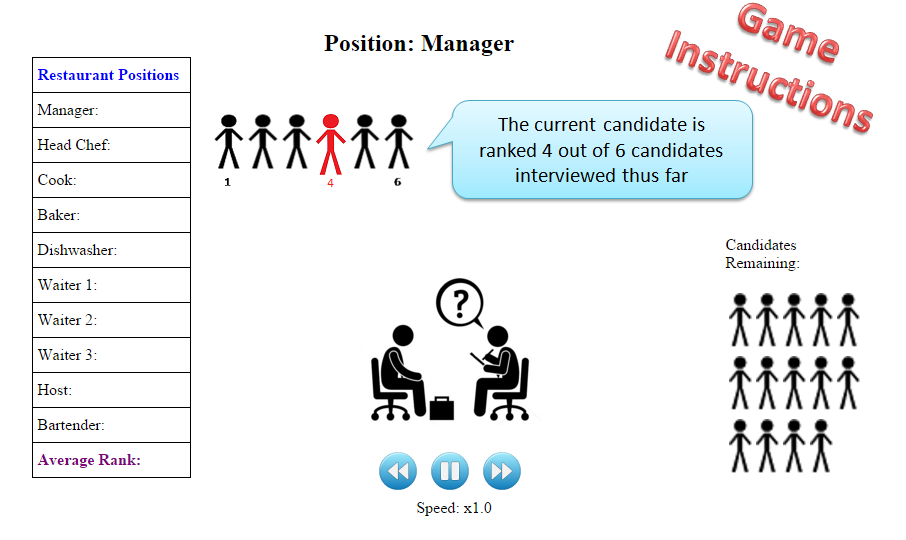 Position: Manager
Game
Instructions
Restaurant Positions
Manager:
Head Chef:
Cook:
Baker:
Dishwasher:
Waiter 1:
Waiter 2:
Waiter 3:
Host:
Bartender:
Average Rank:
1 4 6
The current candidate is
ranked 4 out of 6 candidates
interviewed thus far
?
Candidates
Remaining:
Speed: x1.0